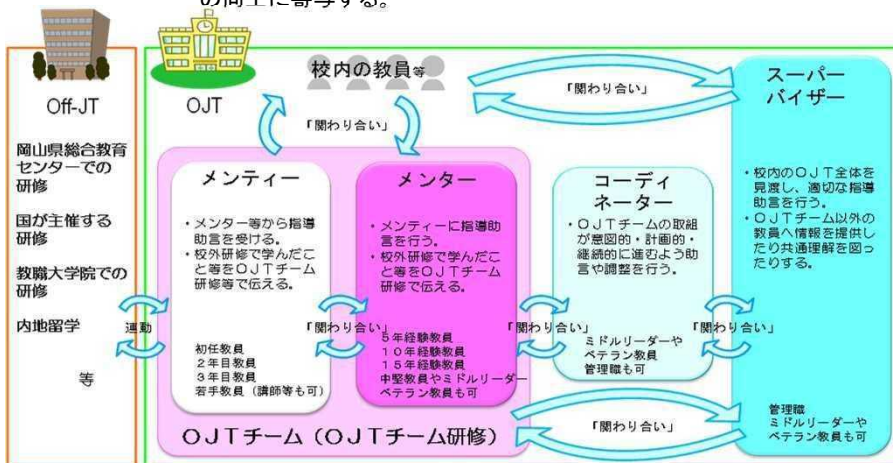 の向上に寄与する。
Off-JT
岡山県総合教育
センターでの
研修
国が主催する
研修
教職大学院での
研修
内地留学
等
連動
OJT
校内の教員等
「関わり合い」
「関わり合い」
メンティー
・メンター等から指導
助言を受ける。
・校外研修で学んだこ
と等をOJTチーム
研修等で伝える。
初任教員
2年目教員
3年目教員
若手教員（講師等も可）
「関わり合い」
メンター
・メンティーに指導助
言を行う。
・校外研修で学んだこ
と等をOJTチーム
研修で伝える。
5年経験教員
10年経験教員
15年経験教員
中堅教員やミドルリーダー
ベテラン教員も可
「関わり合い」
コーディ
ネーター
・OJTチームの取組
が意図的・計画的・
継続的に進むよう助
言や調整を行う。
ミドルリーダーや
ベテラン教員
管理職も可
「関わり合い」
スーパー
バイザー
・校内のOJT全体を
見渡し、適切な指導
助言を行う。
・OJTチーム以外の
教員へ情報を提供し
たり共通理解を図っ
たりする。
管理職
ミドルリーダーや
ベテラン教員も可
OJTチーム（OJTチーム研修）
「関わり合い」